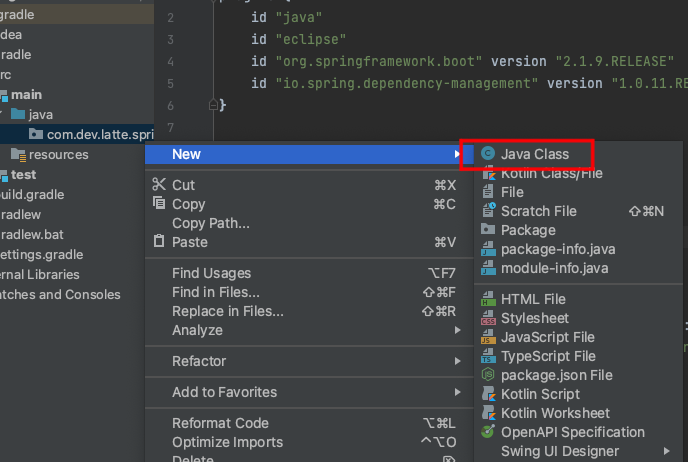 gradle
dea
radle
rc
main
java
com.dev.latte.spri
resources
test
uild.gradle
radlew
radlew.bat
ettings.gradle
rnal Libraries
atches and Consoles
2 id "java"
3 id "eclipse"
4 id "org.springframework.boot" version "2.1.9.RELEASE"
5 id "io.spring.dependency-management" version "1.0.11.RE
6 }
7
New
Cut ⌘X
Copy ⌘C
Copy Path...
Paste ⌘V
Find Usages ⌥F7
Find in Files... ⇧⌘F
Replace in Files... ⇧⌘R
Analyze
Refactor
Add to Favorites
Reformat Code ⌥⌘L
Optimize Imports ^⌥O
Delete... ⌦
Java Class
Kotlin Class/File
File
Scratch File ⇧⌘N
Package
package-info.java
module-info.java
HTML File
Stylesheet
JavaScript File
TypeScript File
package.json File
Kotlin Script
Kotlin Worksheet
OpenAPI Specification
Swing UI Designer